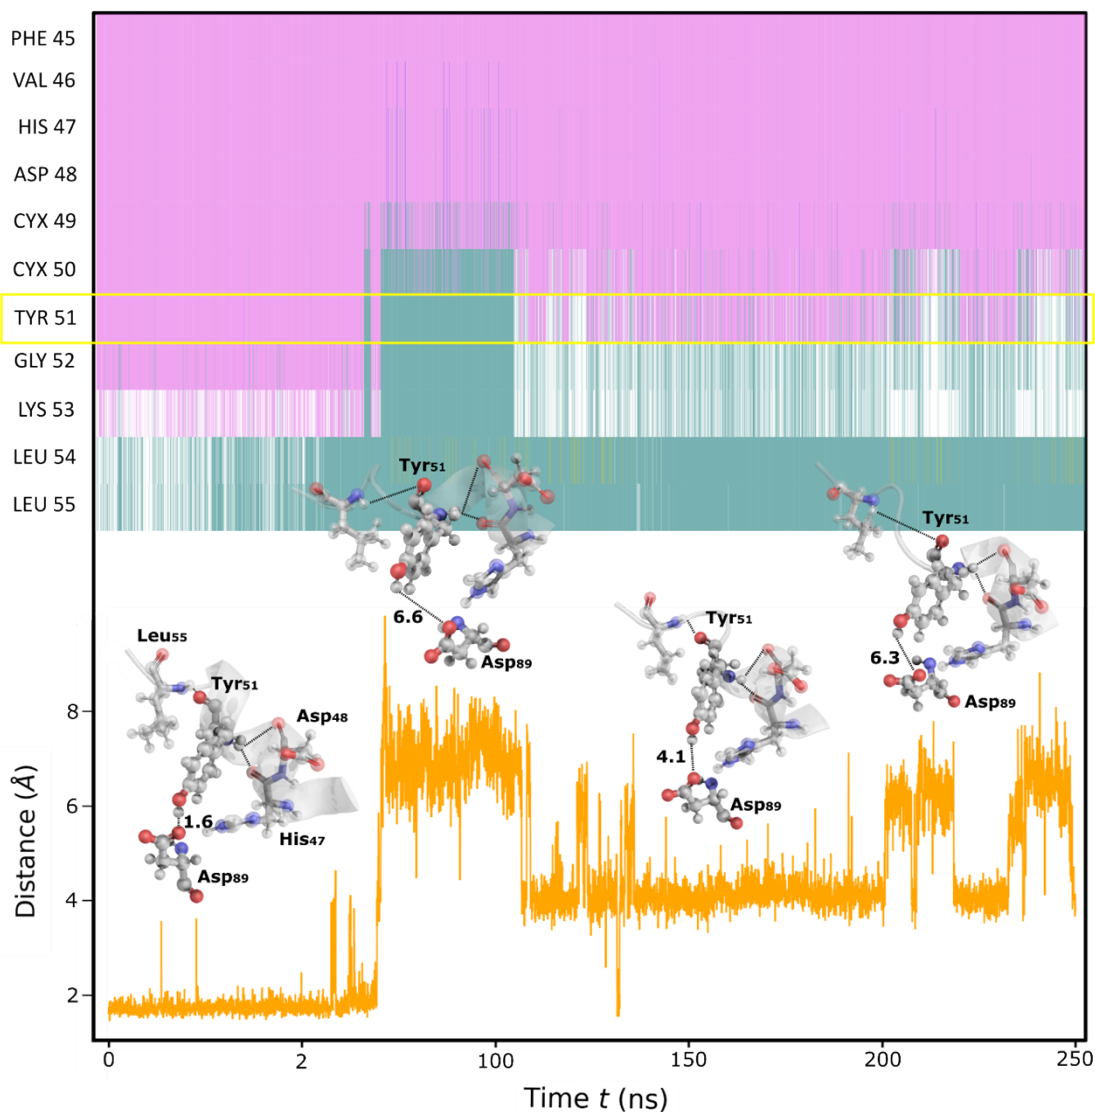 PHE 45
VAL 46
HIS 47
ASP 48
CYX 49
CYX 50
TYR 51
GLY 52
LYS 53
LEU 54
LEU 55
Tyr51
6.6
Asp89
Tyr51
6.3
Asp89
Tyr51
4.1
Asp89
Leu55
Tyr51
Asp48
1.6
His47
Asp89
Distance (Å)
8
6
4
2
0 2 100 150 200 250
Time t (ns)